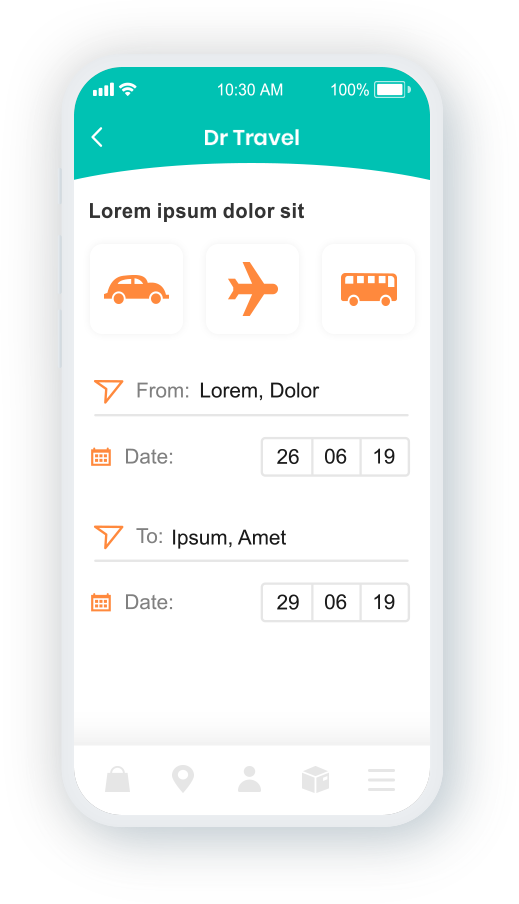 10:30 AM 100%
Dr Travel
Lorem ipsum dolor sit
From: Lorem, Dolor
Date: 26 06 19
To: Ipsum, Amet
Date: 29 06 19